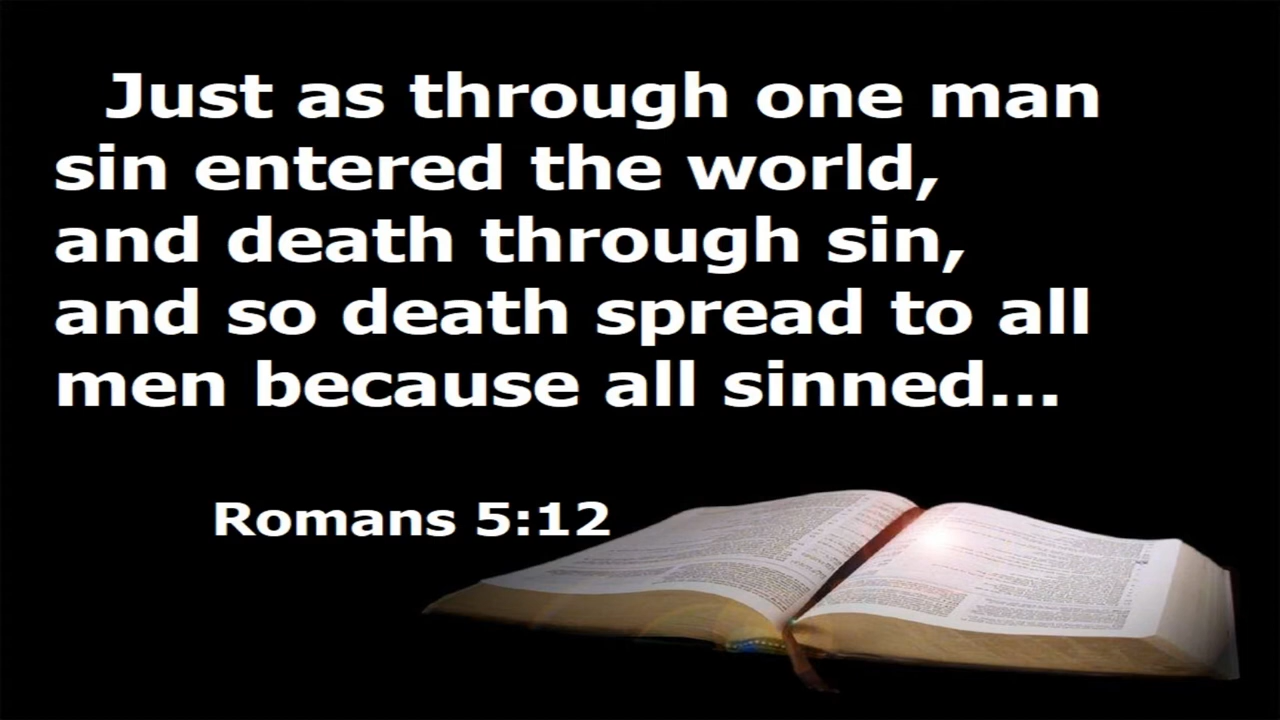 Just as through one man
sin entered the world,
and death through sin,
and so death spread to all
men because all sinned...
Romans 5:12